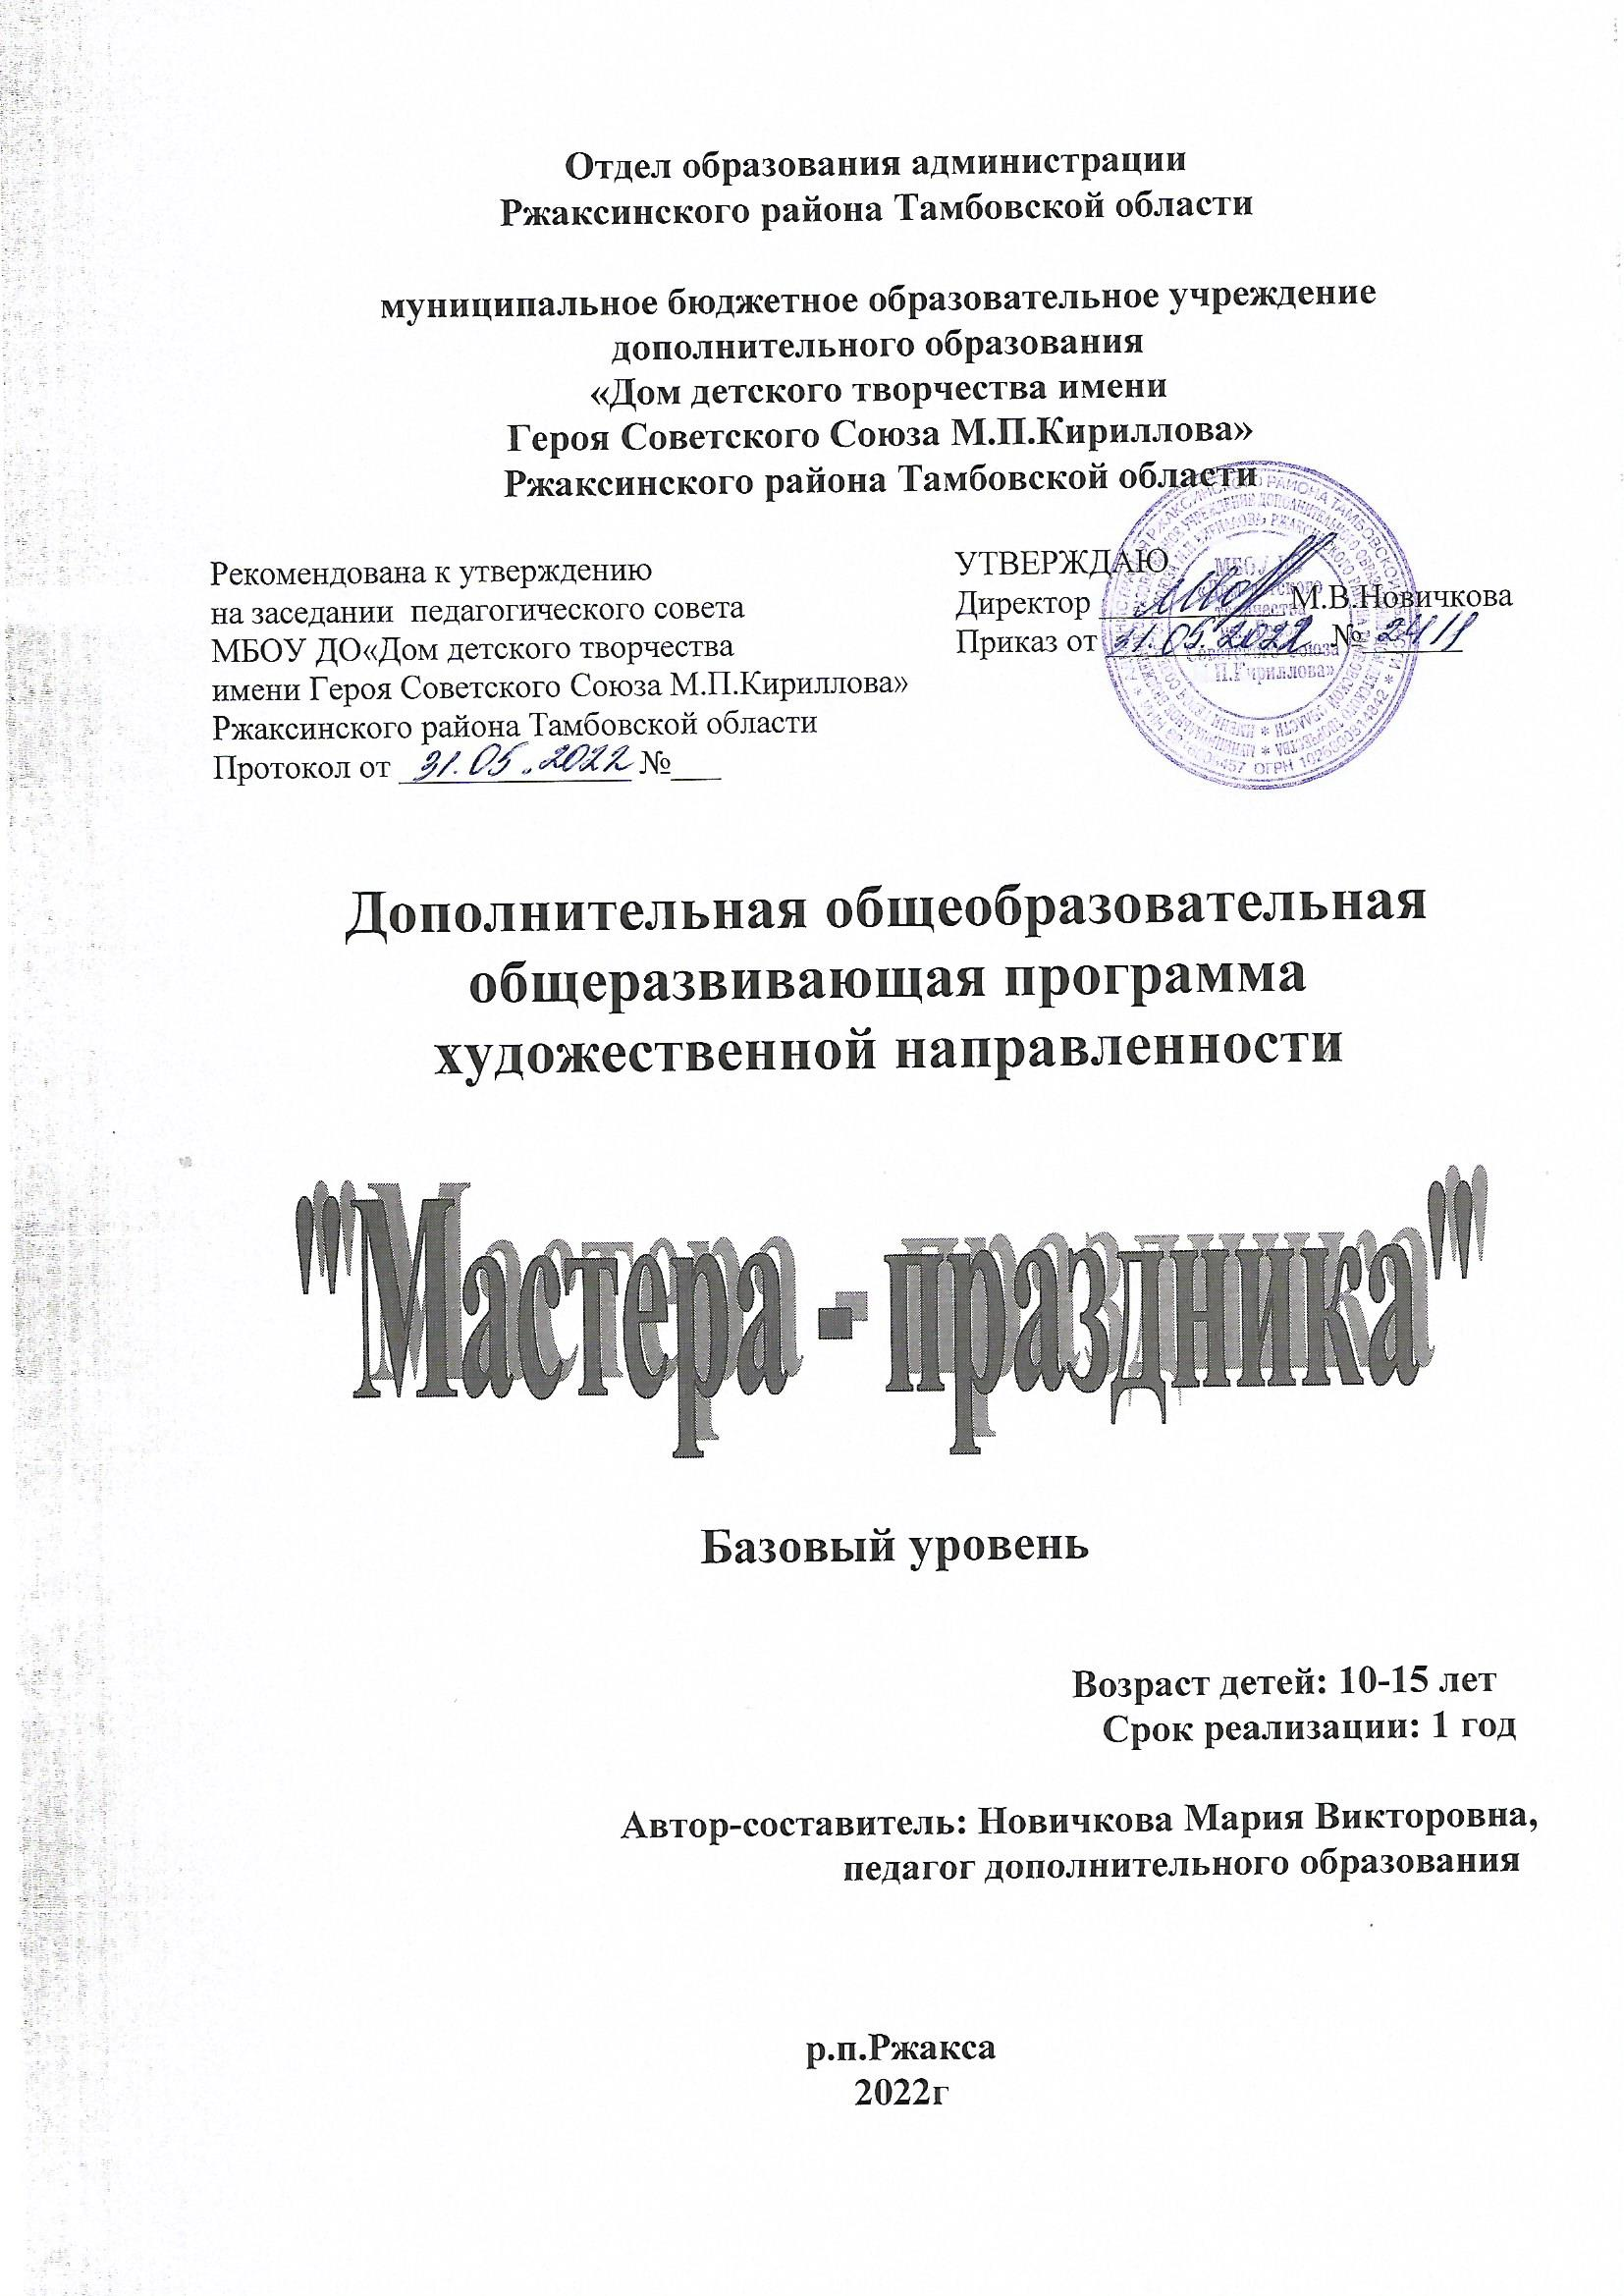 Отдел образования администрации
Ржаксинского района Тамбовской области
муниципальное бюджетное образовательное учреждение
дополнительного образования
«Дом детского творчества имени
Героя Советского Союза М.П.Кириллова»
Ржаксинского района Тамбовской области
Рекомендована к утверждению
на заседании педагогического совета
МБОУ ДО«Дом детского творчества
имени Героя Советского Союза М.П.Кириллова»
Ржаксинского района Тамбовской области
Протокол от 31.05.2022 №___
УТВЕРЖДАЮ
Директор М.В.Новичкова
Приказ от 31.05.2022 №
Дополнительная общеобразовательная
общеразвивающая программа
художественной направленности
"Мастера - праздника"
Базовый уровень
Возраст детей: 10-15 лет
Срок реализации: 1 год
Автор-составитель: Новичкова Мария Викторовна,
педагог дополнительного образования
р.п.Ржакса
2022г